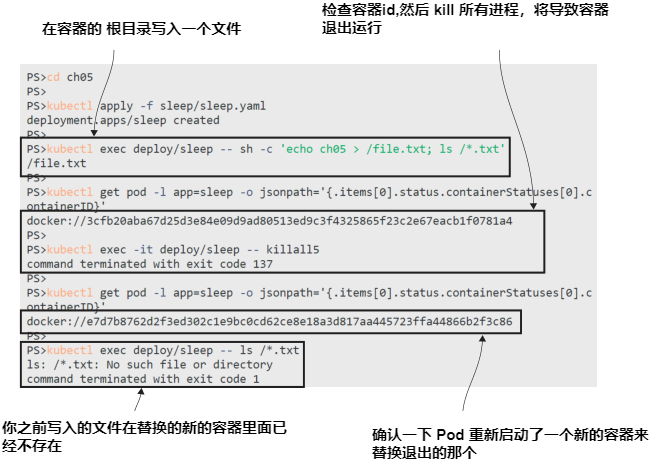 在容器的 根目录写入一个文件
检查容器id,然后 kill 所有进程，将导致容器
退出运行
PS>cd ch05
PS>
PS>kubectl apply -f sleep/sleep.yaml
deployment.apps/sleep created
PS>
PS>kubectl exec deploy/sleep -- sh -c 'echo ch05 > /file.txt; ls /*.txt'
/file.txt
PS>
PS>kubectl get pod -l app=sleep -o jsonpath='{.items[0].status.containerStatuses[0].c
ontainerID}'
docker://3cfb20aba67d25d3e84e09d9ad80513ed9c3f4325865f23c2e67eacb1f0781a4
PS>
PS>kubectl exec -it deploy/sleep -- killall5
command terminated with exit code 137
PS>
PS>kubectl get pod -l app=sleep -o jsonpath='{.items[0].status.containerStatuses[0].c
ontainerID}'
docker://e7d7b8762d2f3ed302c1e9bc0cd62ce8e18a3d817aa445723ffa44866b2f3c86
PS>
PS>kubectl exec deploy/sleep -- ls /*.txt
ls: /*.txt: No such file or directory
command terminated with exit code 1
你之前写入的文件在替换的新的容器里面已
经不存在
确认一下 Pod 重新启动了一个新的容器来
替换退出的那个